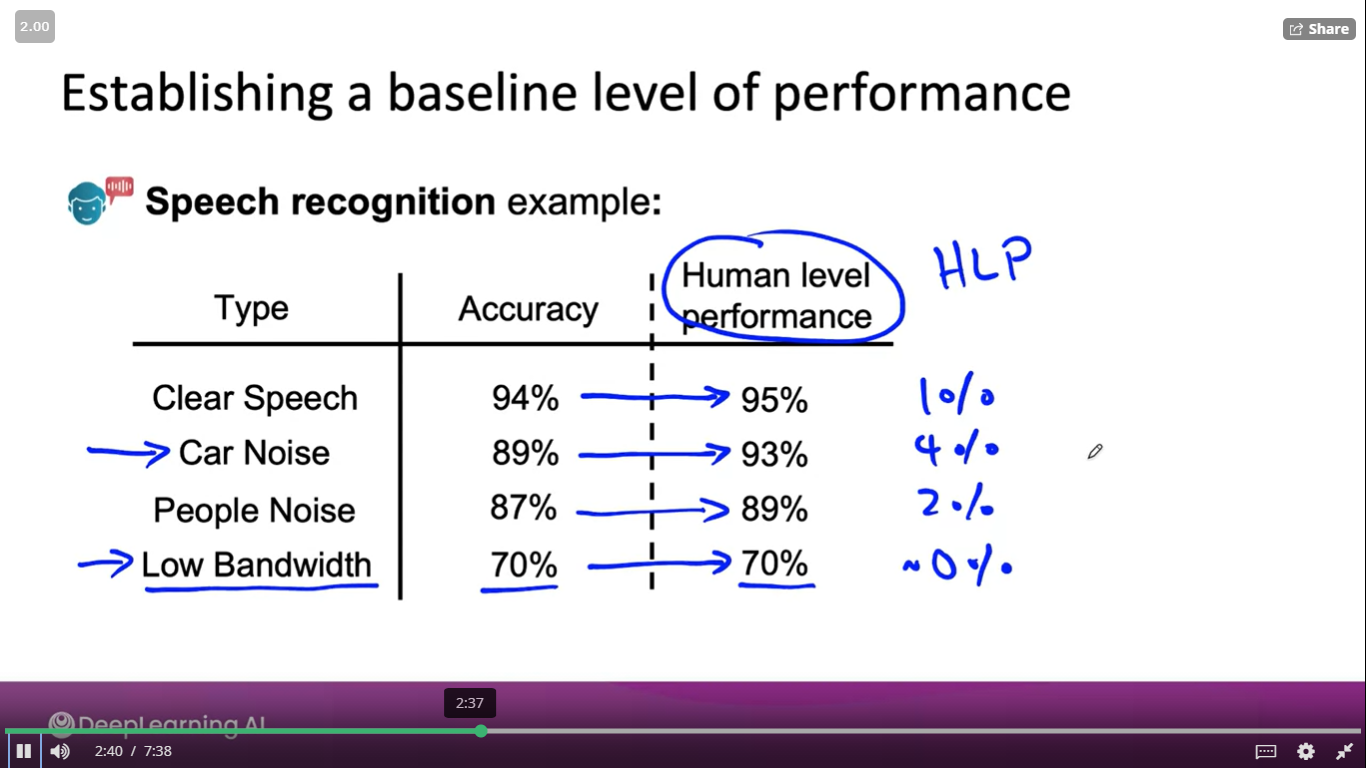 2.00
Share
Establishing a baseline level of performance
Speech recognition example:
Type Accuracy Human level performance HLP
Clear Speech 94% 95% 1%
Car Noise 89% 93% 4%
People Noise 87% 89% 2%
Low Bandwidth 70% 70% ~0%
2:37
DeepLearning.AI
2:40 / 7:38